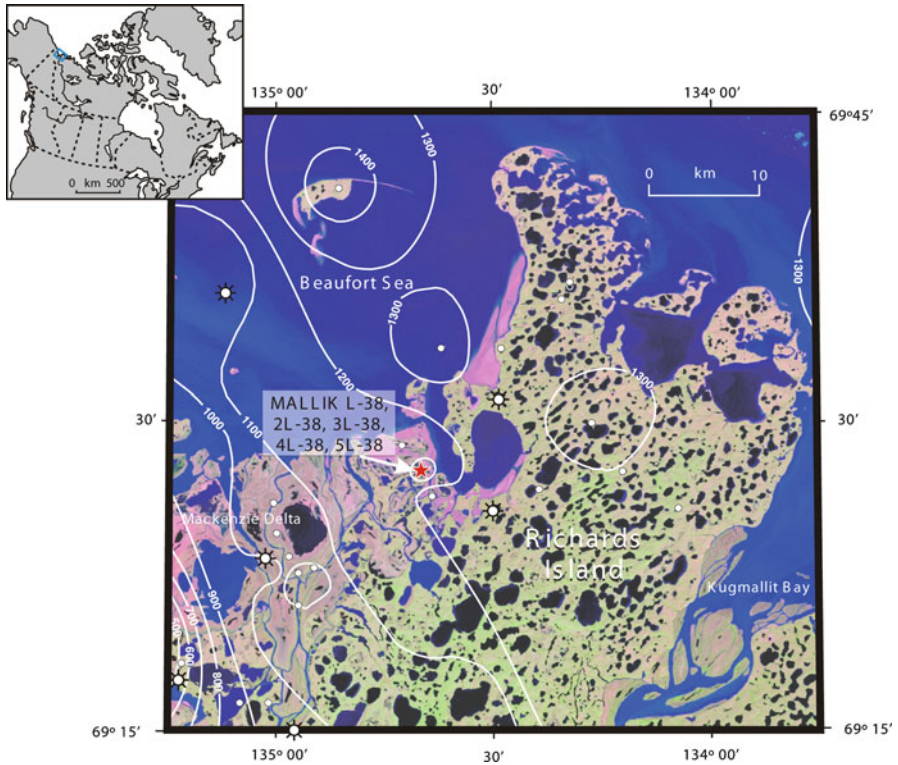 0 km 500
135º 00′
30′
134º 00′
69º 45′
1300
1400
0 km 10
Beaufort Sea
1300
1300
1200
1300
MALLIK L-38,
2L-38, 3L-38,
4L-38, 5L-38
1000
1100
30′
30′
Mackenzie Delta
Richards
Island
Kugmallit Bay
900
700
600
800
69º 15′
69º 15′
135º 00′
30′
134º 00′